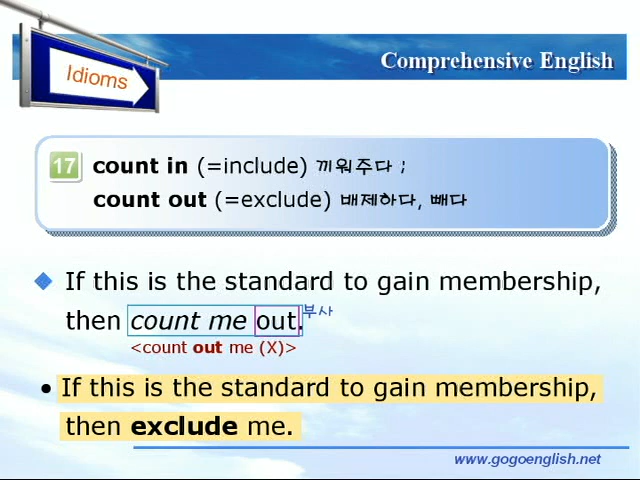 Idioms
Comprehensive English
17 count in (=include) 끼워주다 ;
count out (=exclude) 배제하다, 빼다
◆ If this is the standard to gain membership,
then count me out. 부사
<count out me (X)>
• If this is the standard to gain membership,
then exclude me.
www.gogoenglish.net